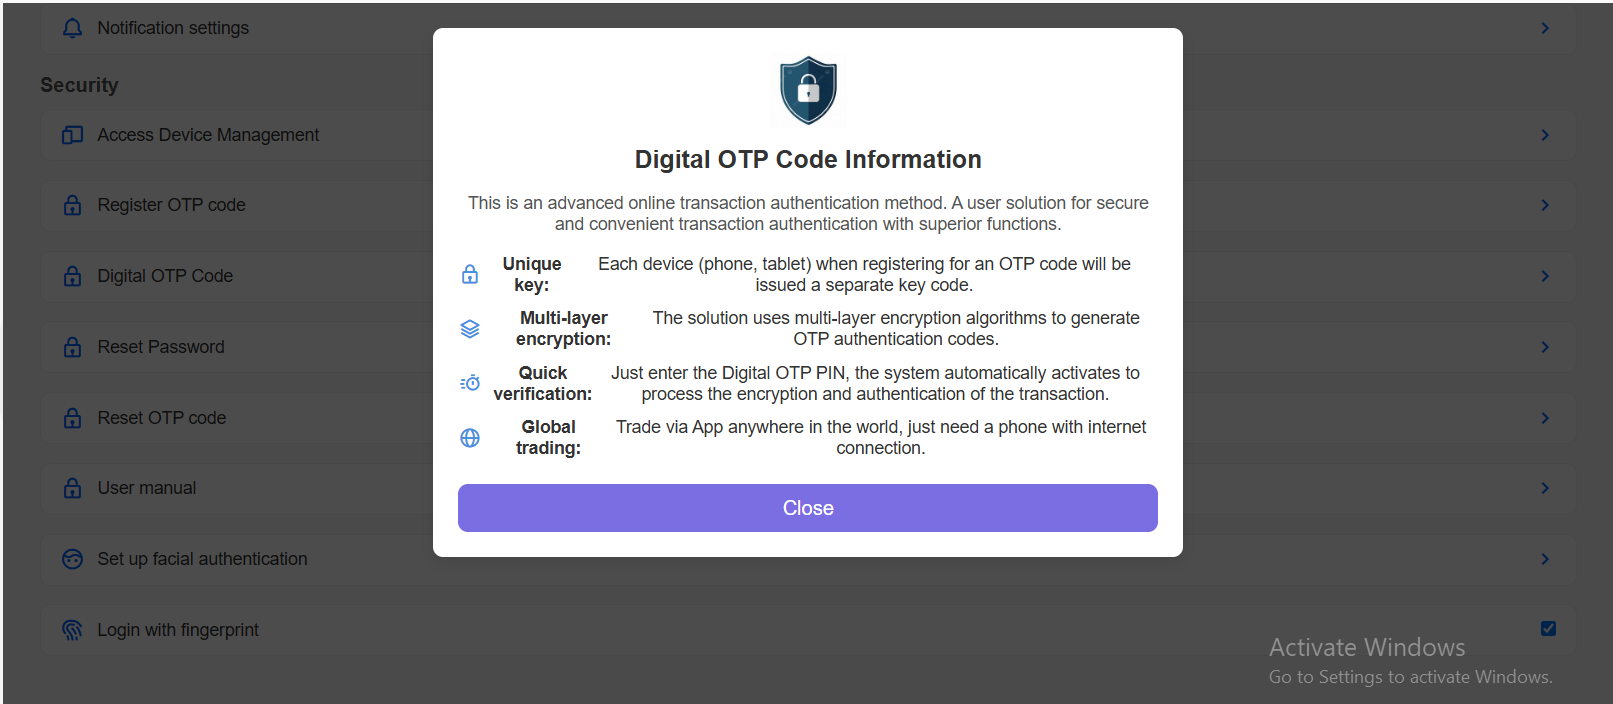 Notification settings
Security
Access Device Management
Register OTP code
Digital OTP Code
Reset Password
Reset OTP code
User manual
Set up facial authentication
Login with fingerprint
Digital OTP Code Information
This is an advanced online transaction authentication method. A user solution for secure
and convenient transaction authentication with superior functions.
Unique
key:
Each device (phone, tablet) when registering for an OTP code will be
issued a separate key code.
Multi-layer
encryption:
The solution uses multi-layer encryption algorithms to generate
OTP authentication codes.
Quick
verification:
Just enter the Digital OTP PIN, the system automatically activates to
process the encryption and authentication of the transaction.
Global
trading:
Trade via App anywhere in the world, just need a phone with internet
connection.
Close
Activate Windows
Go to Settings to activate Windows.